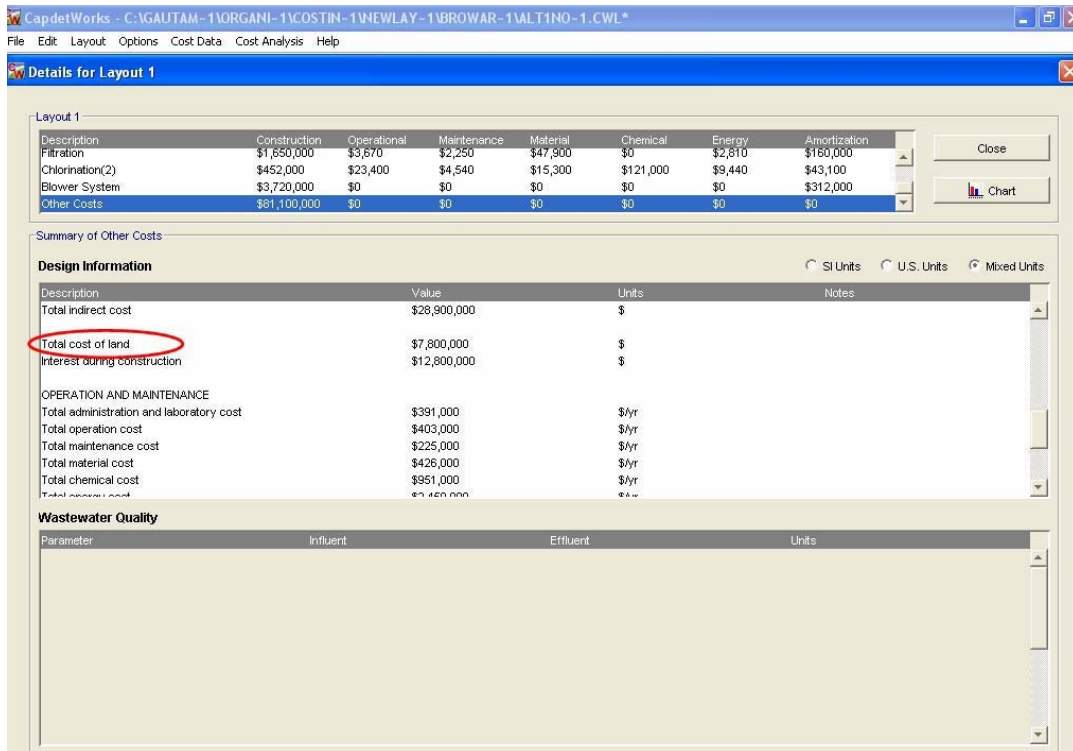 CapdetWorks - C:\GAUTAM~1\ORGANI~1\COSTIN~1\NEWLAY~1\BROWAR~1\ALT1NO~1.CWL*
File Edit Layout Options Cost Data Cost Analysis Help
Details for Layout 1
Layout 1
Description Construction Operational Maintenance Material Chemical Energy Amortization
Filtration $1,650,000 $3,670 $2,250 $47,900 $0 $2,810 $160,000
Close
Chlorination(2) $452,000 $23,400 $4,540 $15,300 $121,000 $9,440 $43,100
Blower System $3,720,000 $0 $0 $0 $0 $0 $312,000
Chart
Other Costs $81,100,000 $0 $0 $0 $0 $0 $0
Summary of Other Costs
Design Information SI Units U.S. Units Mixed Units
Description Value Units Notes
Total indirect cost $28,900,000 $
Total cost of land $7,800,000 $
Interest during construction $12,800,000 $
OPERATION AND MAINTENANCE
Total administration and laboratory cost $391,000 $/yr
Total operation cost $403,000 $/yr
Total maintenance cost $225,000 $/yr
Total material cost $426,000 $/yr
Total chemical cost $951,000 $/yr
Total energy cost
Wastewater Quality
Parameter Influent Effluent Units